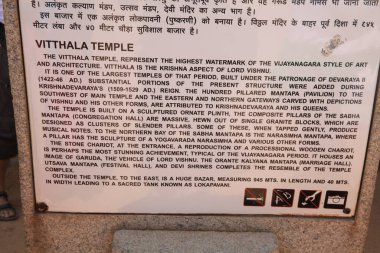 इस बाजार में एक अलंकृत लोकपावनी (पुष्करणी) को बनाया है। विठ्ठल मंदिर के बाहर पूर्व दिशा में
मीटर लंबा और ४० मीटर चौड़ा सुविशाल बाजार है।
VITTHALA TEMPLE
THE VITTHALA TEMPLE, REPRESENT THE HIGHEST WATERMARK OF THE VIJAYANAGARA STYLE OF ART
AND ARCHITECTURE. VITTHALA IS THE KRISHNA ASPECT OF LORD VISHNU.
IT IS ONE OF THE LARGEST TEMPLES OF THAT PERIOD. BUILT UNDER THE PATRONAGE OF DEVARAYA II
(1422-46 AD.) SUBSTANTIAL PORTIONS OF THE PRESENT STRUCTURE WERE ADDED DURING
KRISHNADEVARAYA'S (1509-1529 AD.) REIGN. THE HUNDRED PILLARED MANTAPA (PAVILION) TO THE
SOUTHWEST OF MAIN TEMPLE AND THE EASTERN AND NORTHERN GATEWAYS CARVED WITH DEPICTIONS
OF VISHNU AND HIS OTHER FORMS, ARE ATTRIBUTED TO KRISHNADEVARAYA AND HIS QUEENS.
THE TEMPLE IS BUILT ON A SCULPTURED ORNATE PLINTH, THE COMPOSITE PILLARS OF THE SABHA
MANTAPA (CONGREGATION HALL) ARE MASSIVE, HEWN OUT OF SINGLE GRANITE BLOCKS, WHICH ARE
DESIGNED AS CLUSTERS OF SLENDER PILLARS. SOME OF THESE, WHEN TAPPED GENTLY, PRODUCE
MUSICAL NOTES. TO THE NORTHERN BAY OF THE SABHA MANTAPA IS THE NARASIMHA MANTAPA, WHERE
A PILLAR HAS THE SCULPTURE OF A YOGAVARADA NARASIMHA AND VARIOUS OTHER FORMS.
THE STONE CHARIOT, AT THE ENTRANCE, A REPRODUCTION OF A PROCESSIONAL WOODEN CHARIOT,
IS PERHAPS THE MOST STUNNING ACHIEVEMENT, TYPICAL OF THE VIJAYANAGARA PERIOD. IT HOUSES AN
IMAGE OF GARUDA, THE VEHICLE OF LORD VISHNU. THE ORANTE KALYANA MANTAPA (MARRIAGE HALL),
UTSAVA MANTAPA (FESTIVAL HALL) AND DEVI SHRINES COMPLETES THE RESEMBLE OF THE TEMPLE
COMPLEX.
OUTSIDE THE TEMPLE, TO THE EAST, IS A HUGE BAZAR, MEASURING 945 MTS. IN LENGTH AND 40 MTS.
IN WIDTH LEADING TO A SACRED TANK KNOWN AS LOKAPAVANI.